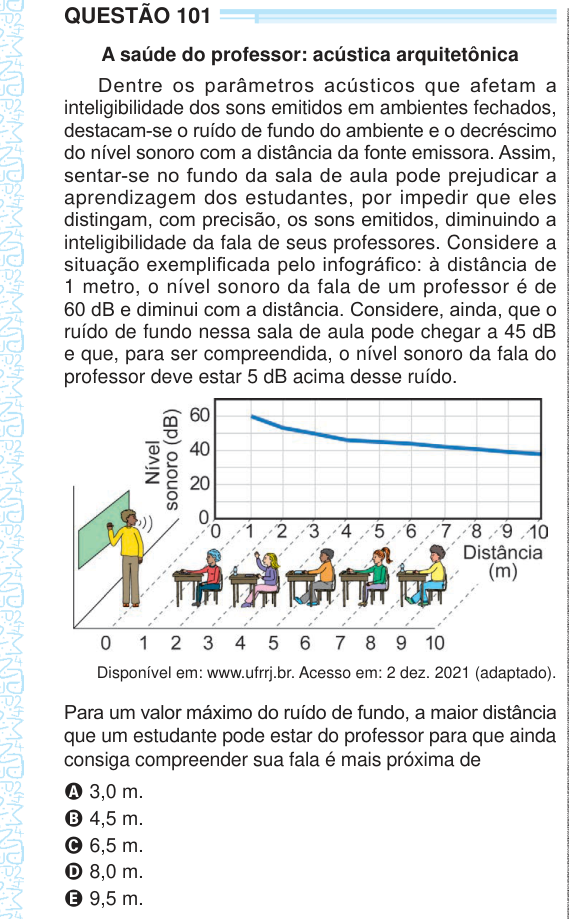 QUESTÃO 101
A saúde do professor: acústica arquitetônica
Dentre os parâmetros acústicos que afetam a
inteligibilidade dos sons emitidos em ambientes fechados,
destacam-se o ruído de fundo do ambiente e o decréscimo
do nível sonoro com a distância da fonte emissora. Assim,
sentar-se no fundo da sala de aula pode prejudicar a
aprendizagem dos estudantes, por impedir que eles
distingam, com precisão, os sons emitidos, diminuindo a
inteligibilidade da fala de seus professores. Considere a
situação exemplificada pelo infográfico: à distância de
1 metro, o nível sonoro da fala de um professor é de
60 dB e diminui com a distância. Considere, ainda, que o
ruído de fundo nessa sala de aula pode chegar a 45 dB
e que, para ser compreendida, o nível sonoro da fala do
professor deve estar 5 dB acima desse ruído.
Nível
sonoro (dB)
60
40
20
0
0 1 2 3 4 5 6 7 8 9 10
Distância
(m)
0 1 2 3 4 5 6 7 8 9 10
Disponível em: www.ufrrj.br. Acesso em: 2 dez. 2021 (adaptado).
Para um valor máximo do ruído de fundo, a maior distância
que um estudante pode estar do professor para que ainda
consiga compreender sua fala é mais próxima de
A 3,0 m.
B 4,5 m.
C 6,5 m.
D 8,0 m.
E 9,5 m.